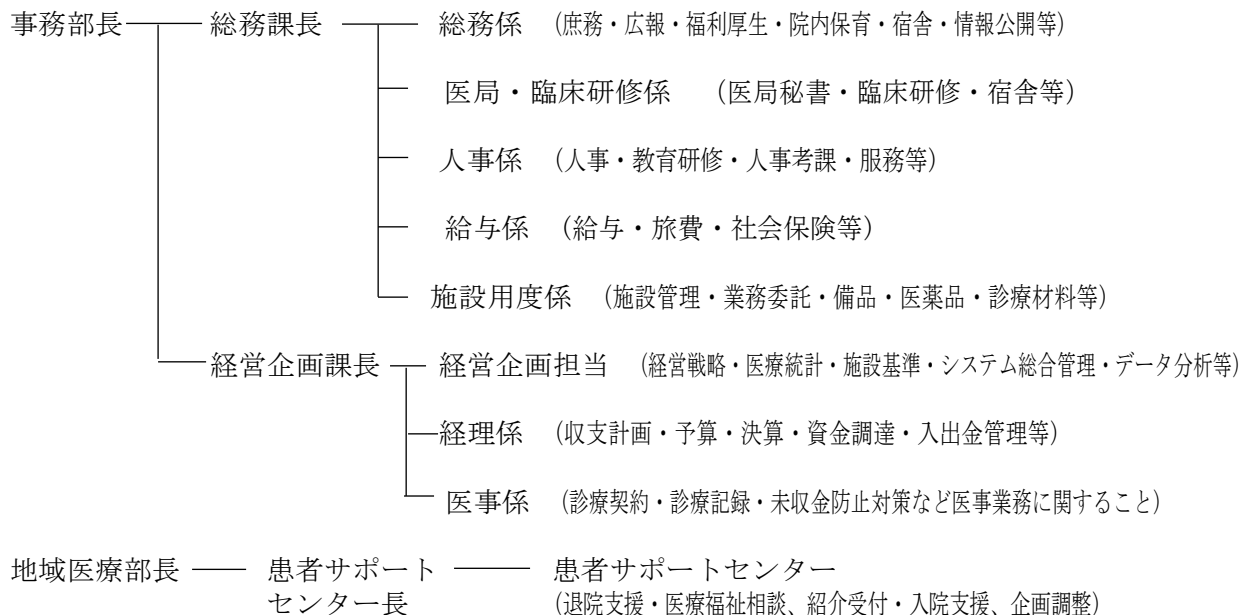 事務部長 総務課長 総務係 （庶務・広報・福利厚生・院内保育・宿舎・情報公開等）
医局・臨床研修係 （医局秘書・臨床研修・宿舎等）
人事係 （人事・教育研修・人事考課・服務等）
給与係 （給与・旅費・社会保険等）
施設用度係 （施設管理・業務委託・備品・医薬品・診療材料等）
経営企画課長 経営企画担当 （経営戦略・医療統計・施設基準・システム総合管理・データ分析等）
経理係 （収支計画・予算・決算・資金調達・入出金管理等）
医事係 （診療契約・診療記録・未収金防止対策など医事業務に関すること）
地域医療部長 患者サポート 患者サポートセンター
センター長 （退院支援・医療福祉相談、紹介受付・入院支援、企画調整）